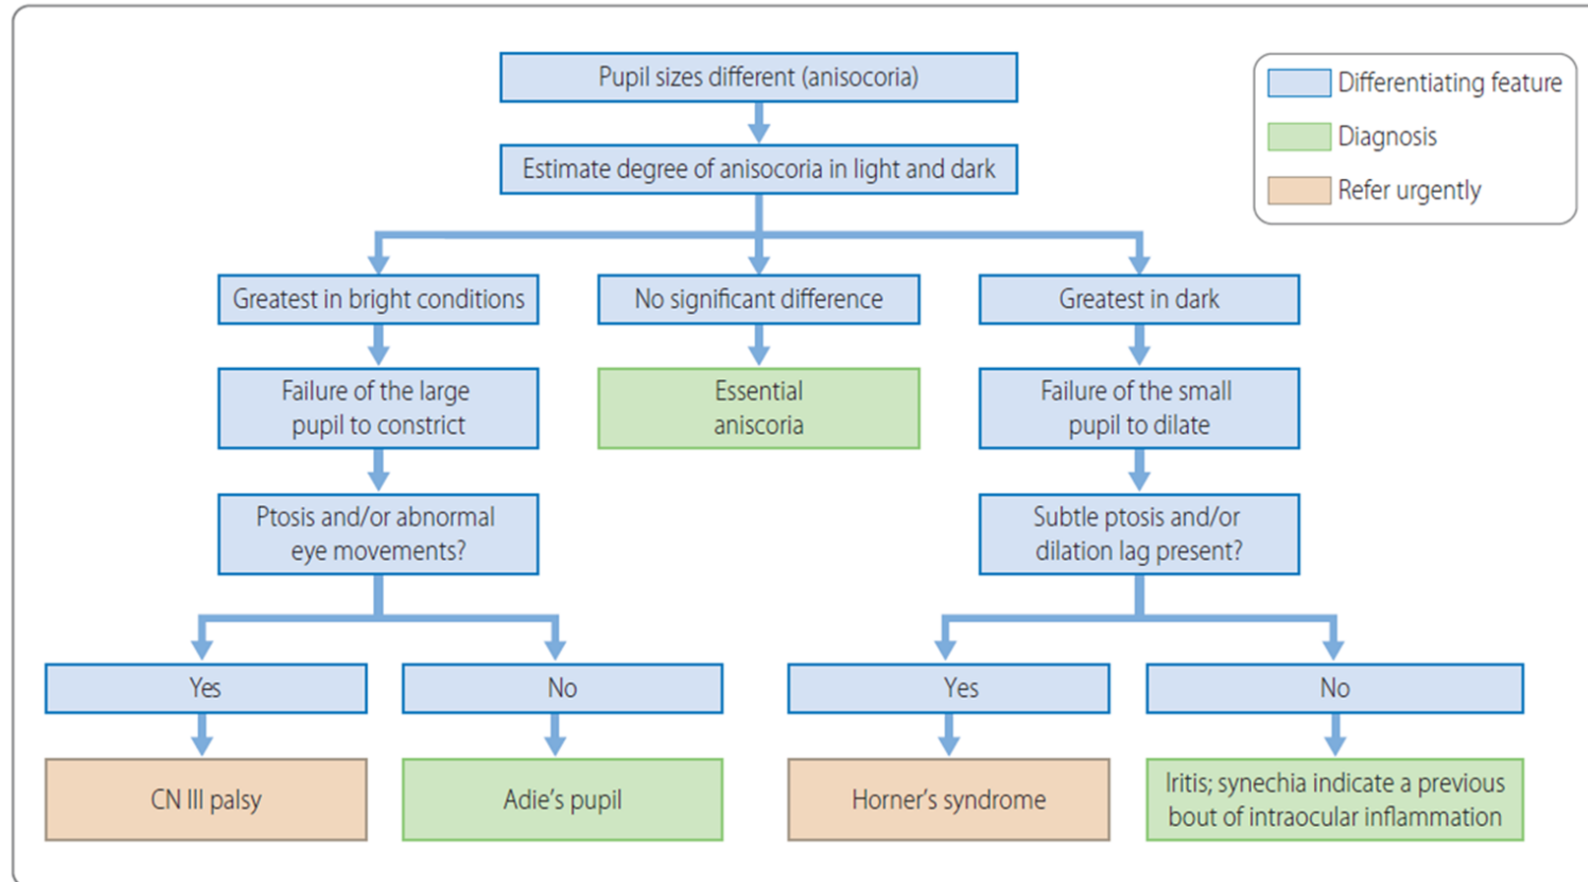 Pupil sizes different (anisocoria)
Differentiating feature
Diagnosis
Refer urgently
Estimate degree of anisocoria in light and dark
Greatest in bright conditions
No significant difference
Greatest in dark
Failure of the large
pupil to constrict
Essential
aniscoria
Failure of the small
pupil to dilate
Ptosis and/or abnormal
eye movements?
Subtle ptosis and/or
dilation lag present?
Yes
No
Yes
No
CN III palsy
Adie's pupil
Horner's syndrome
Iritis; synechia indicate a previous
bout of intraocular inflammation